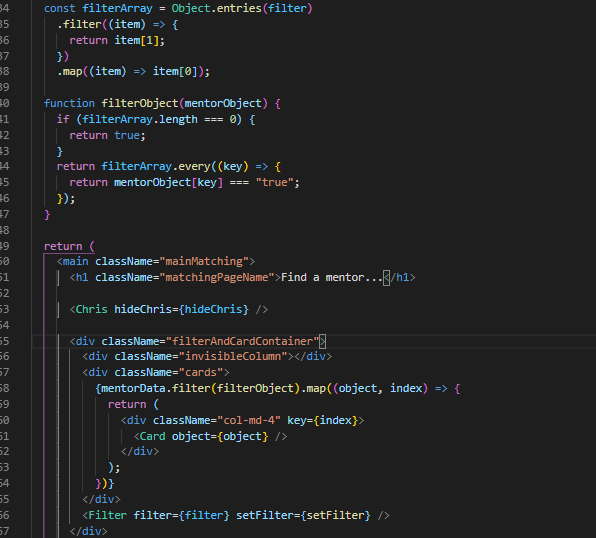 34 const filterArray = Object.entries(filter)
35 .filter((item) => {
36 return item[1];
37 })
38 .map((item) => item[0]);
39
40 function filterObject(mentorObject) {
41 if (filterArray.length === 0) {
42 return true;
43 }
44 return filterArray.every((key) => {
45 return mentorObject[key] === "true";
46 });
47 }
48
49 return (
50 <main className="mainMatching">
51 <h1 className="matchingPageName">Find a mentor...</h1>
52
53 <Chris hideChris={hideChris} />
54
55 <div className="filterAndCardContainer">
56 <div className="invisibleColumn"></div>
57 <div className="cards">
58 {mentorData.filter(filterObject).map((object, index) => {
59 return (
60 <div className="col-md-4" key={index}>
61 <Card object={object} />
62 </div>
63 );
64 })}
65 </div>
66 <Filter filter={filter} setFilter={setFilter} />
67 </div>